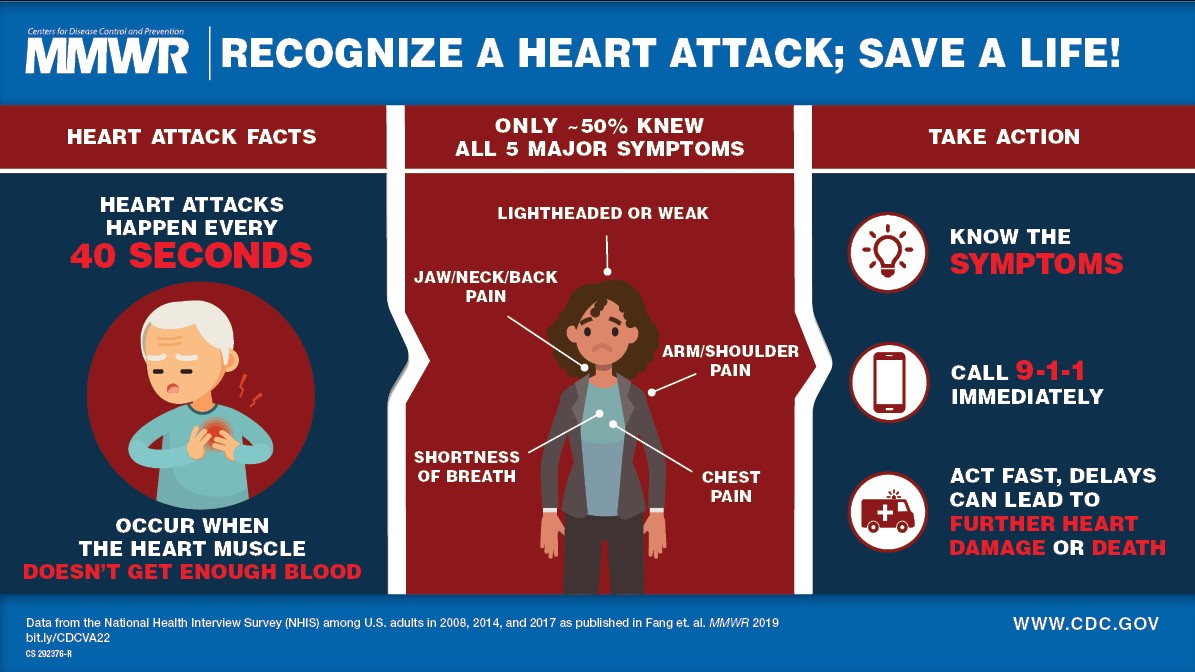 Centers for Disease Control and Prevention
MMWR
RECOGNIZE A HEART ATTACK; SAVE A LIFE!
HEART ATTACK FACTS
HEART ATTACKS
HAPPEN EVERY
40 SECONDS
OCCUR WHEN
THE HEART MUSCLE
DOESN'T GET ENOUGH BLOOD
ONLY ~50% KNEW
ALL 5 MAJOR SYMPTOMS
LIGHTHEADED OR WEAK
JAW/NECK/BACK
PAIN
ARM/SHOULDER
PAIN
SHORTNESS
OF BREATH
CHEST
PAIN
TAKE ACTION
KNOW THE
SYMPTOMS
CALL 9-1-1
IMMEDIATELY
ACT FAST, DELAYS
CAN LEAD TO
FURTHER HEART
DAMAGE OR DEATH
Data from the National Health Interview Survey (NHIS) among U.S. adults in 2008, 2014, and 2017 as published in Fang et. al. MMWR 2019
bit.ly/CDCVA22
CS 292376-R
WWW.CDC.GOV